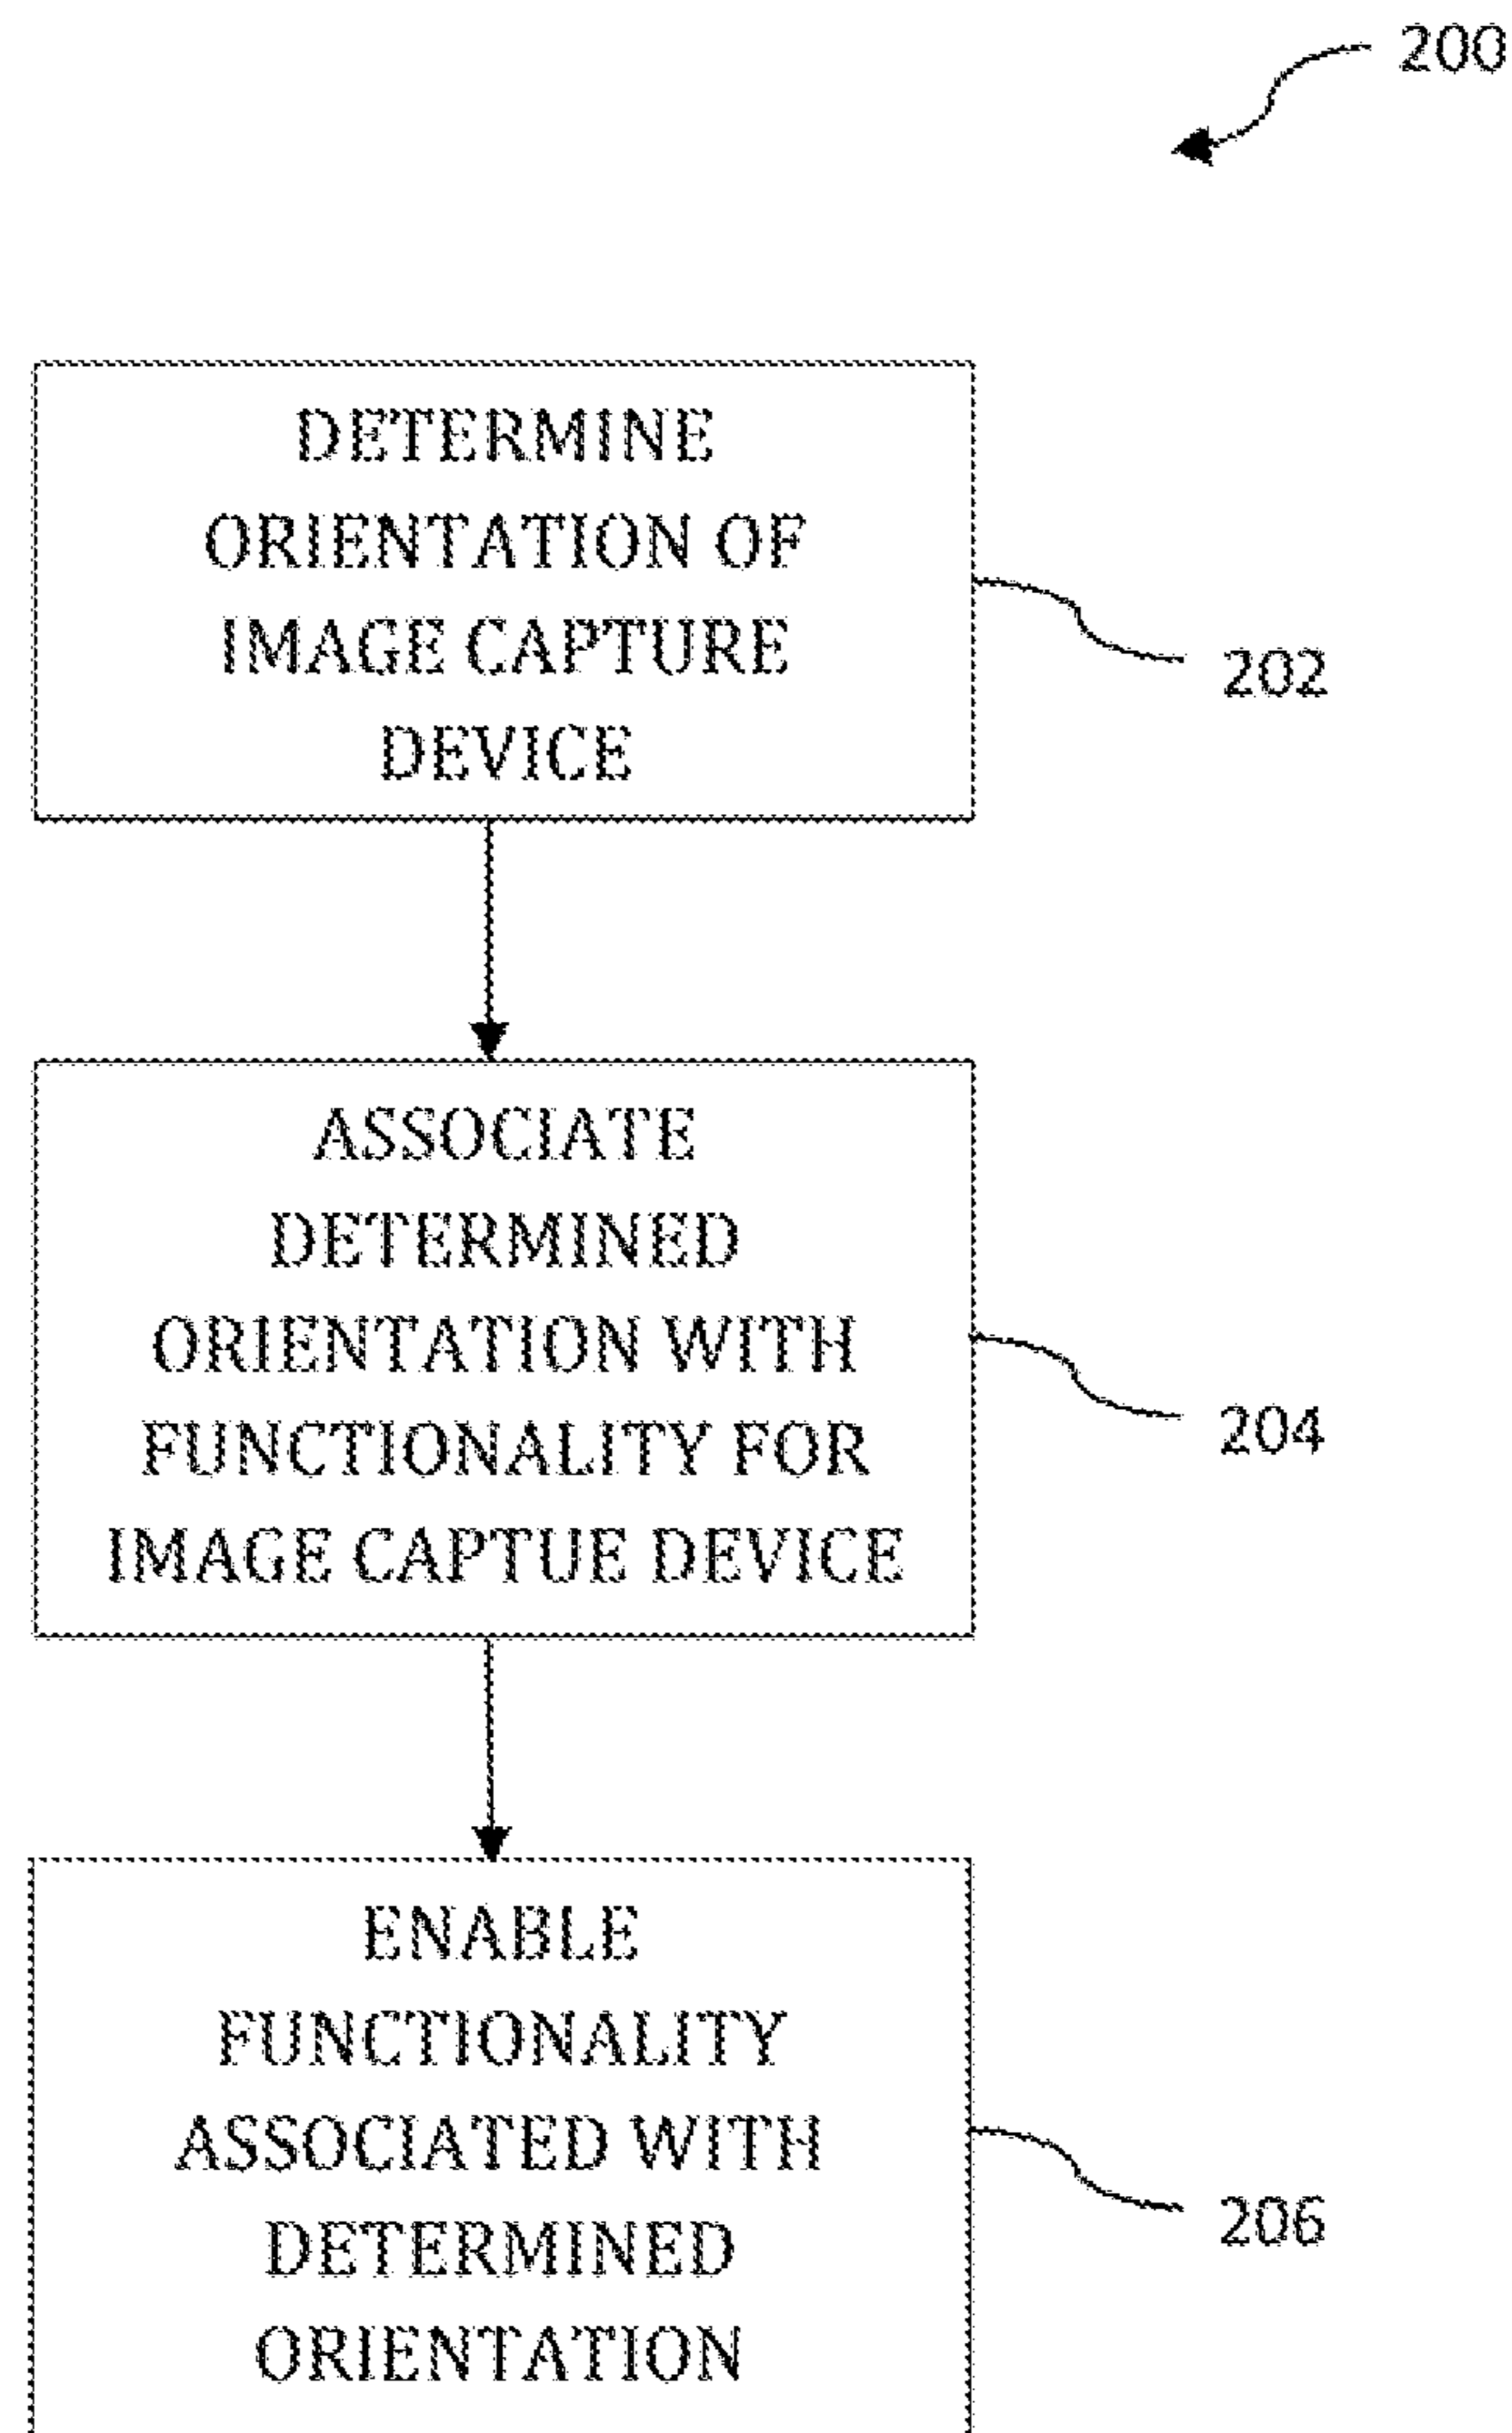 200
DETERMINE
ORIENTATION OF
IMAGE CAPTURE
DEVICE
202
ASSOCIATE
DETERMINED
ORIENTATION WITH
FUNCTIONALITY FOR
IMAGE CAPTUE DEVICE
204
ENABLE
FUNCTIONALITY
ASSOCIATED WITH
DETERMINED
ORIENTATION
206